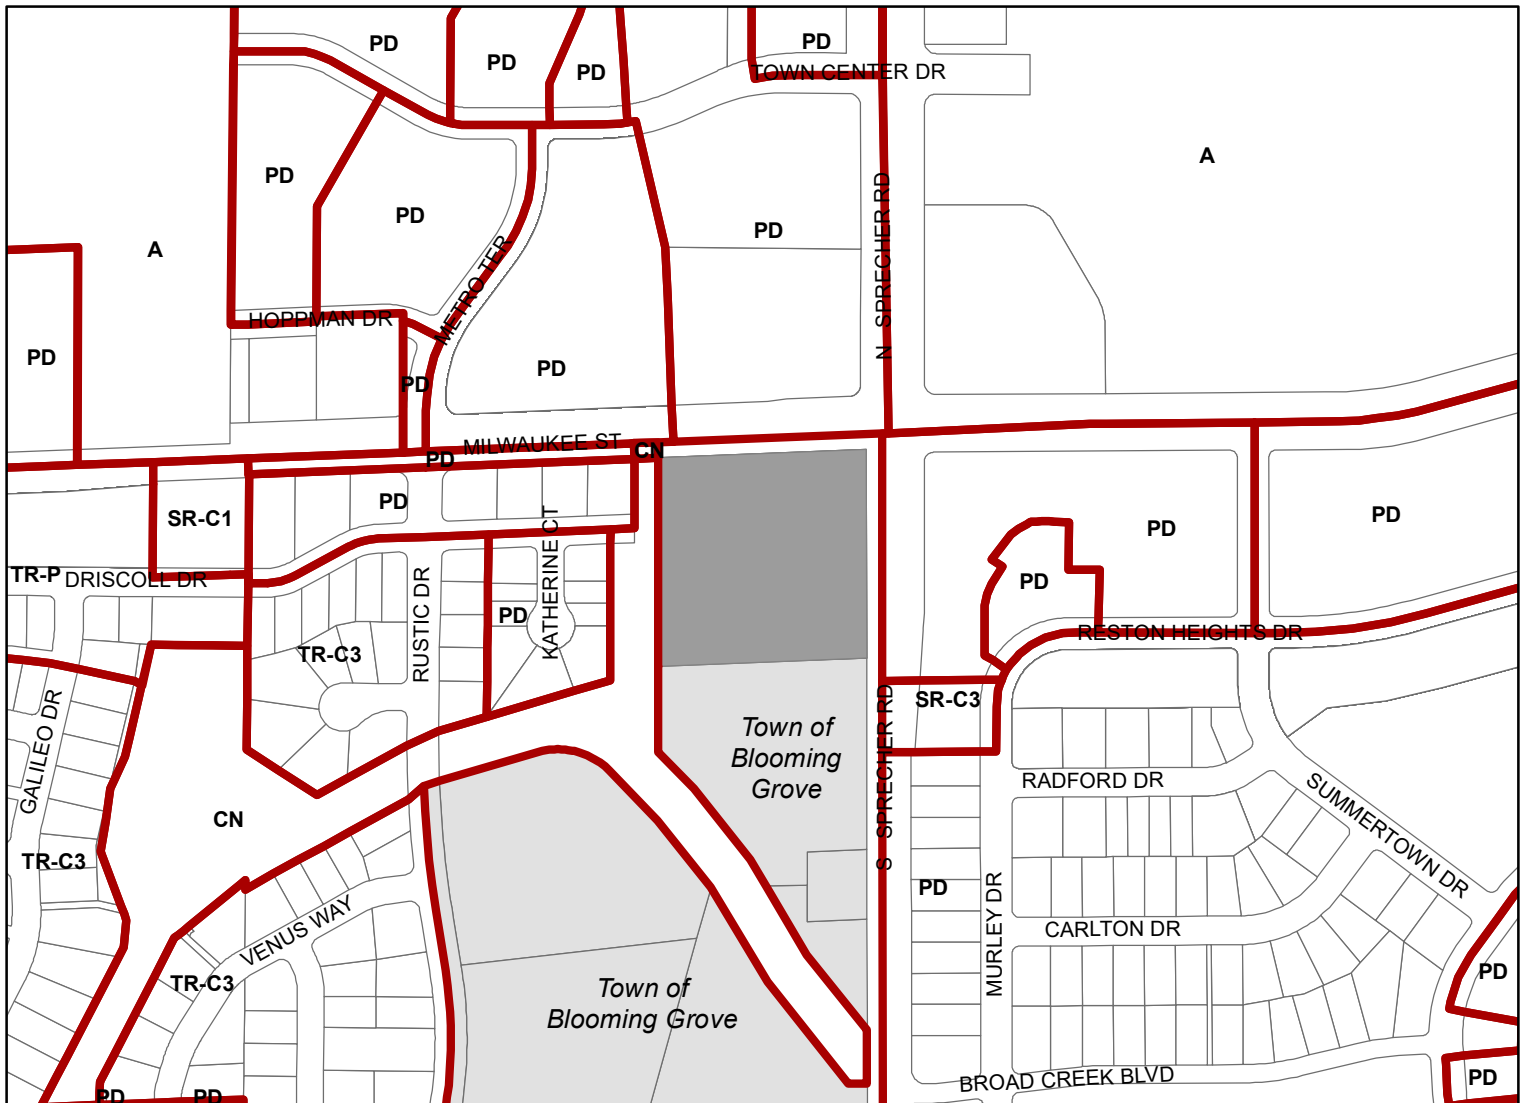 PD
PD
PD
PD
TOWN CENTER DR
A
PD
PD
PD
A
N SPRECHER RD
METRO TER
HOPPMAN DR
PD
PD
PD
MILWAUKEE ST
CN
PD
PD
SR-C1
PD
PD
KATHERINE CT
TR-P
DRISCOLL DR
RUSTIC DR
PD
PD
RESTON HEIGHTS DR
TR-C3
GALILEO DR
SR-C3
S SPRECHER RD
Town of
Blooming
Grove
RADFORD DR
SUMMERTOWN DR
CN
TR-C3
PD
MURLEY DR
VENUS WAY
CARLTON DR
TR-C3
PD
Town of
Blooming Grove
BROAD CREEK BLVD
PD
PD
PD